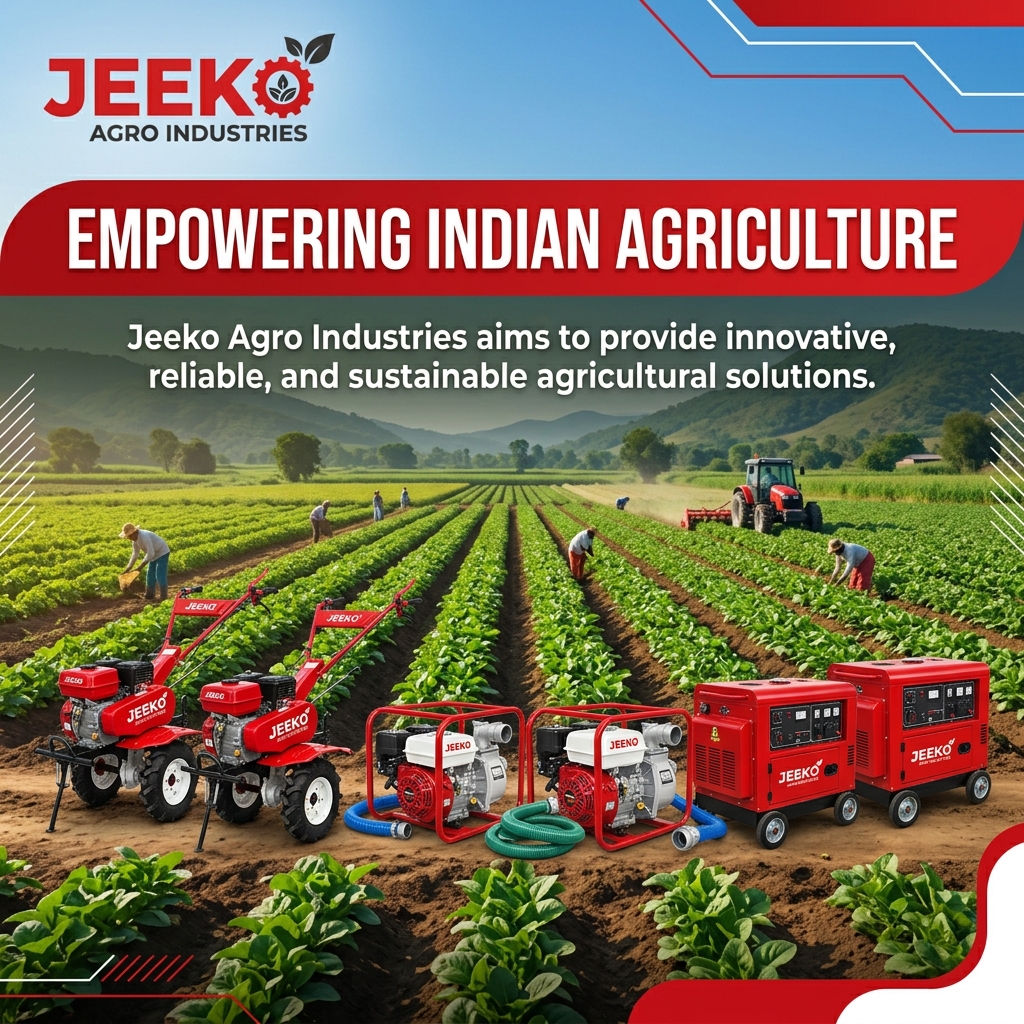 JEEKO
AGRO INDUSTRIES
EMPOWERING INDIAN AGRICULTURE
Jeeko Agro Industries aims to provide innovative,
reliable, and sustainable agricultural solutions.
JEEKO
JEEKO
JEEKO
JEEKO
JEEKO
JEENO
JEEKO
JEEKO